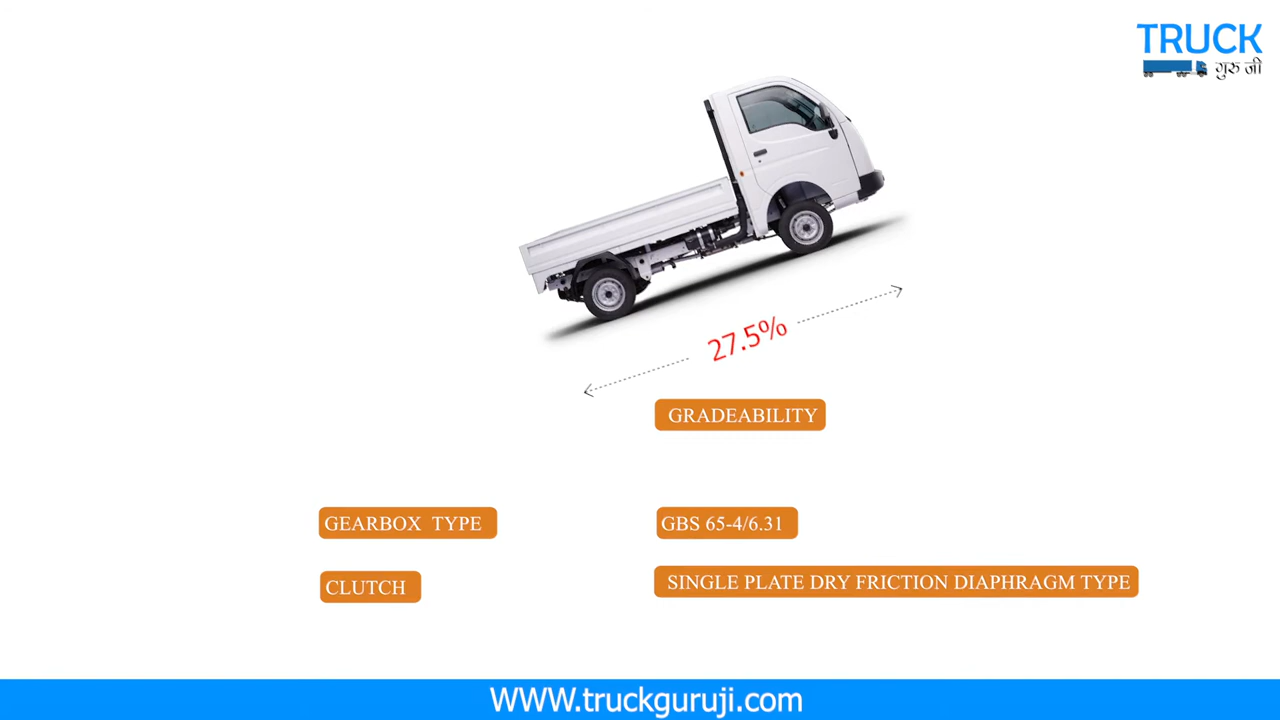 TRUCK
गुरु जी
27.5%
GRADEABILITY
GEARBOX TYPE
GBS 65-4/6.31
CLUTCH
SINGLE PLATE DRY FRICTION DIAPHRAGM TYPE
WWW.truckguruji.com